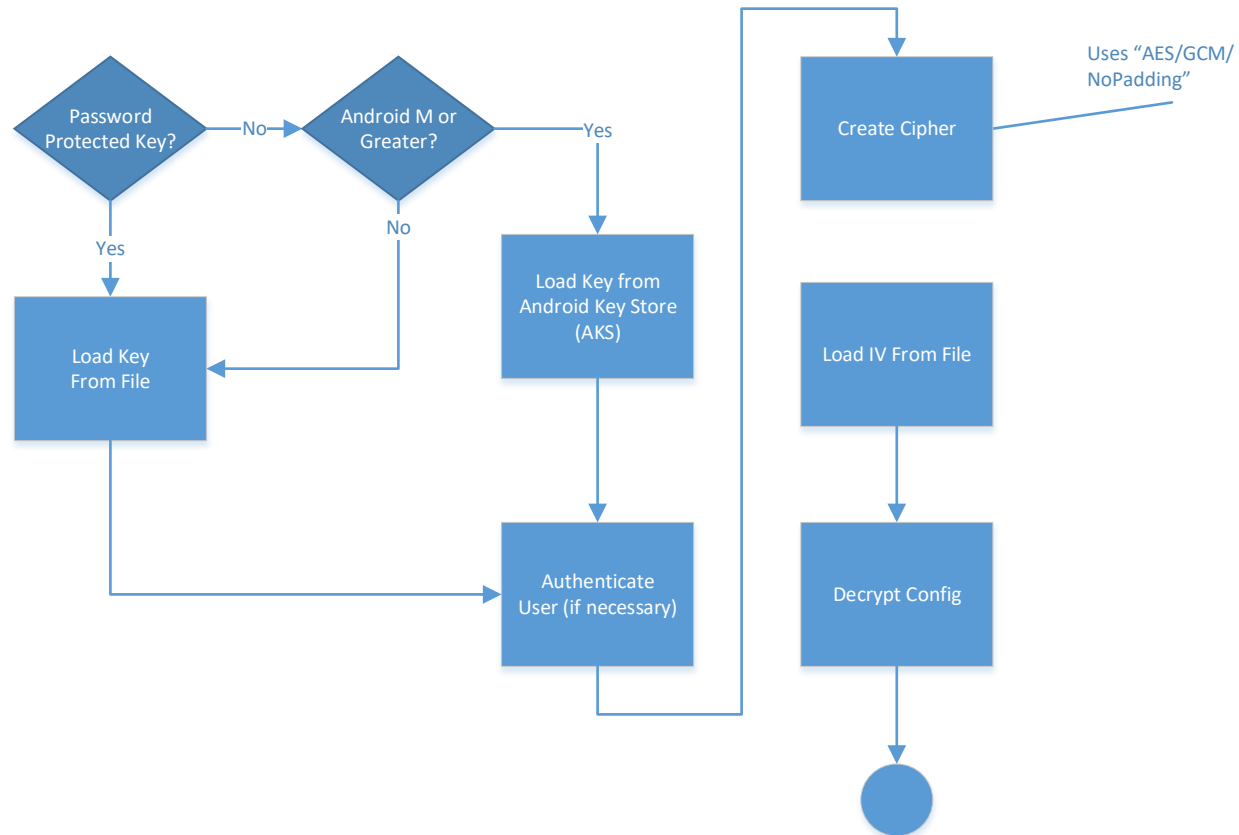 Password
Protected Key?
No
Android M or
Greater?
Yes
Yes
No
Load Key
From File
Load Key from
Android Key Store
(AKS)
Authenticate
User (if necessary)
Create Cipher
Uses “AES/GCM/
NoPadding”
Load IV From File
Decrypt Config